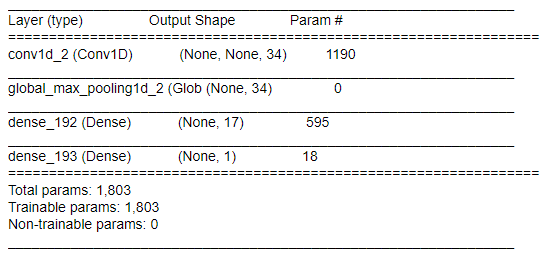 _________________________________________________________________
Layer (type)                 Output Shape              Param #
=================================================================
conv1d_2 (Conv1D)            (None, None, 34)          1190
_________________________________________________________________
global_max_pooling1d_2 (Glob (None, 34)                0
_________________________________________________________________
dense_192 (Dense)            (None, 17)                595
_________________________________________________________________
dense_193 (Dense)            (None, 1)                 18
=================================================================
Total params: 1,803
Trainable params: 1,803
Non-trainable params: 0
_________________________________________________________________